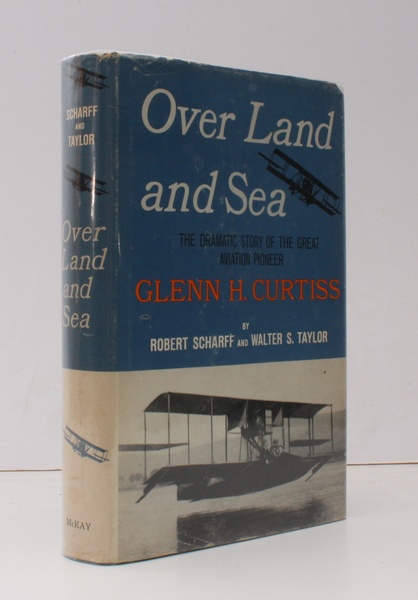 SCHARFF
AND
TAYLOR
Over
Land
and
Sea
McKAY
Over Land
and Sea
THE DRAMATIC STORY OF THE GREAT
AVIATION PIONEER
GLENN H. CURTISS
BY
ROBERT SCHARFF AND WALTER S. TAYLOR